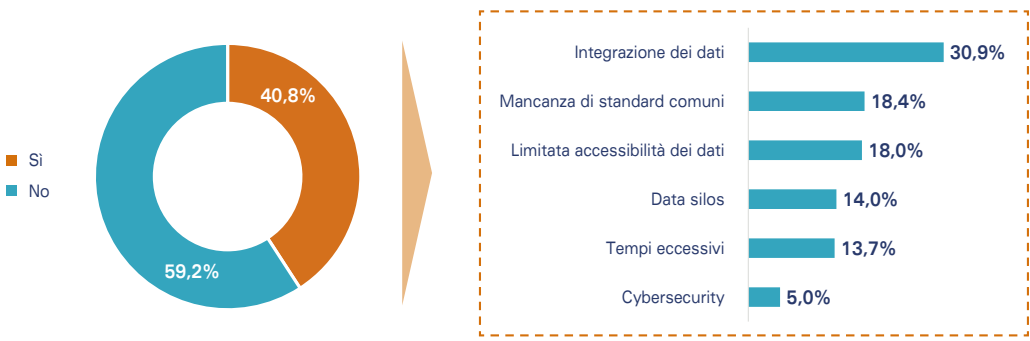 Sì
No
40,8%
59,2%
Integrazione dei dati 30,9%
Mancanza di standard comuni 18,4%
Limitata accessibilità dei dati 18,0%
Data silos 14,0%
Tempi eccessivi 13,7%
Cybersecurity 5,0%